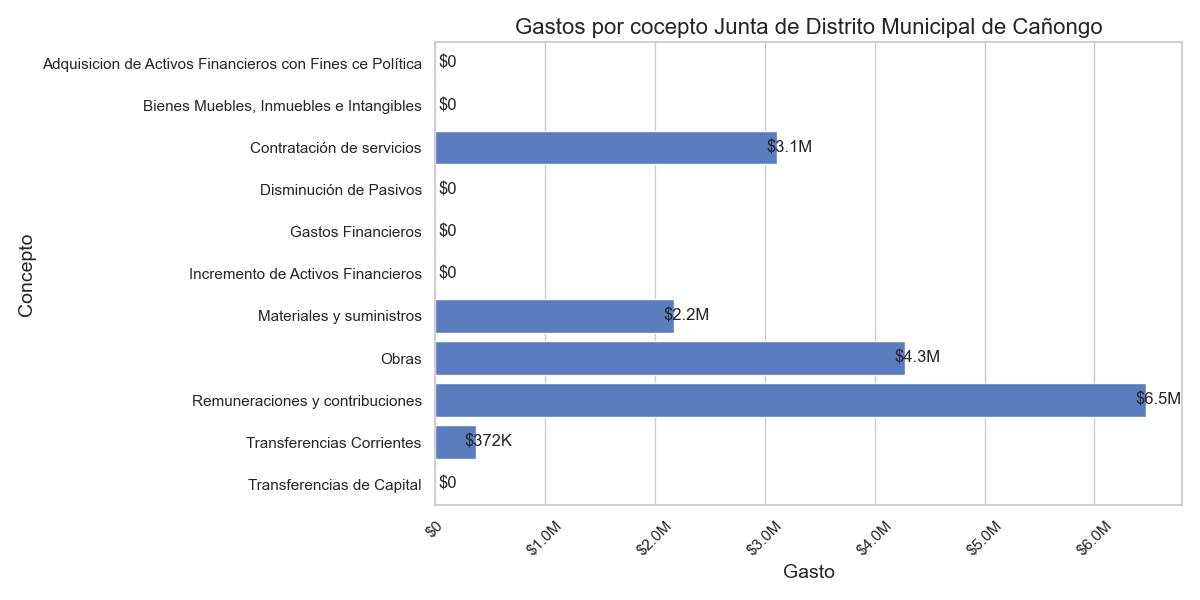 Gastos por cocepto Junta de Distrito Municipal de Cañongo
Adquisicion de Activos Financieros con Fines ce Política $0
Bienes Muebles, Inmuebles e Intangibles $0
Contratación de servicios $3.1M
Disminución de Pasivos $0
Gastos Financieros $0
Incremento de Activos Financieros $0
Materiales y suministros $2.2M
Obras $4.3M
Remuneraciones y contribuciones $6.5M
Transferencias Corrientes $372K
Transferencias de Capital $0
Concepto
$0 $1.0M $2.0M $3.0M $4.0M $5.0M $6.0M
Gasto